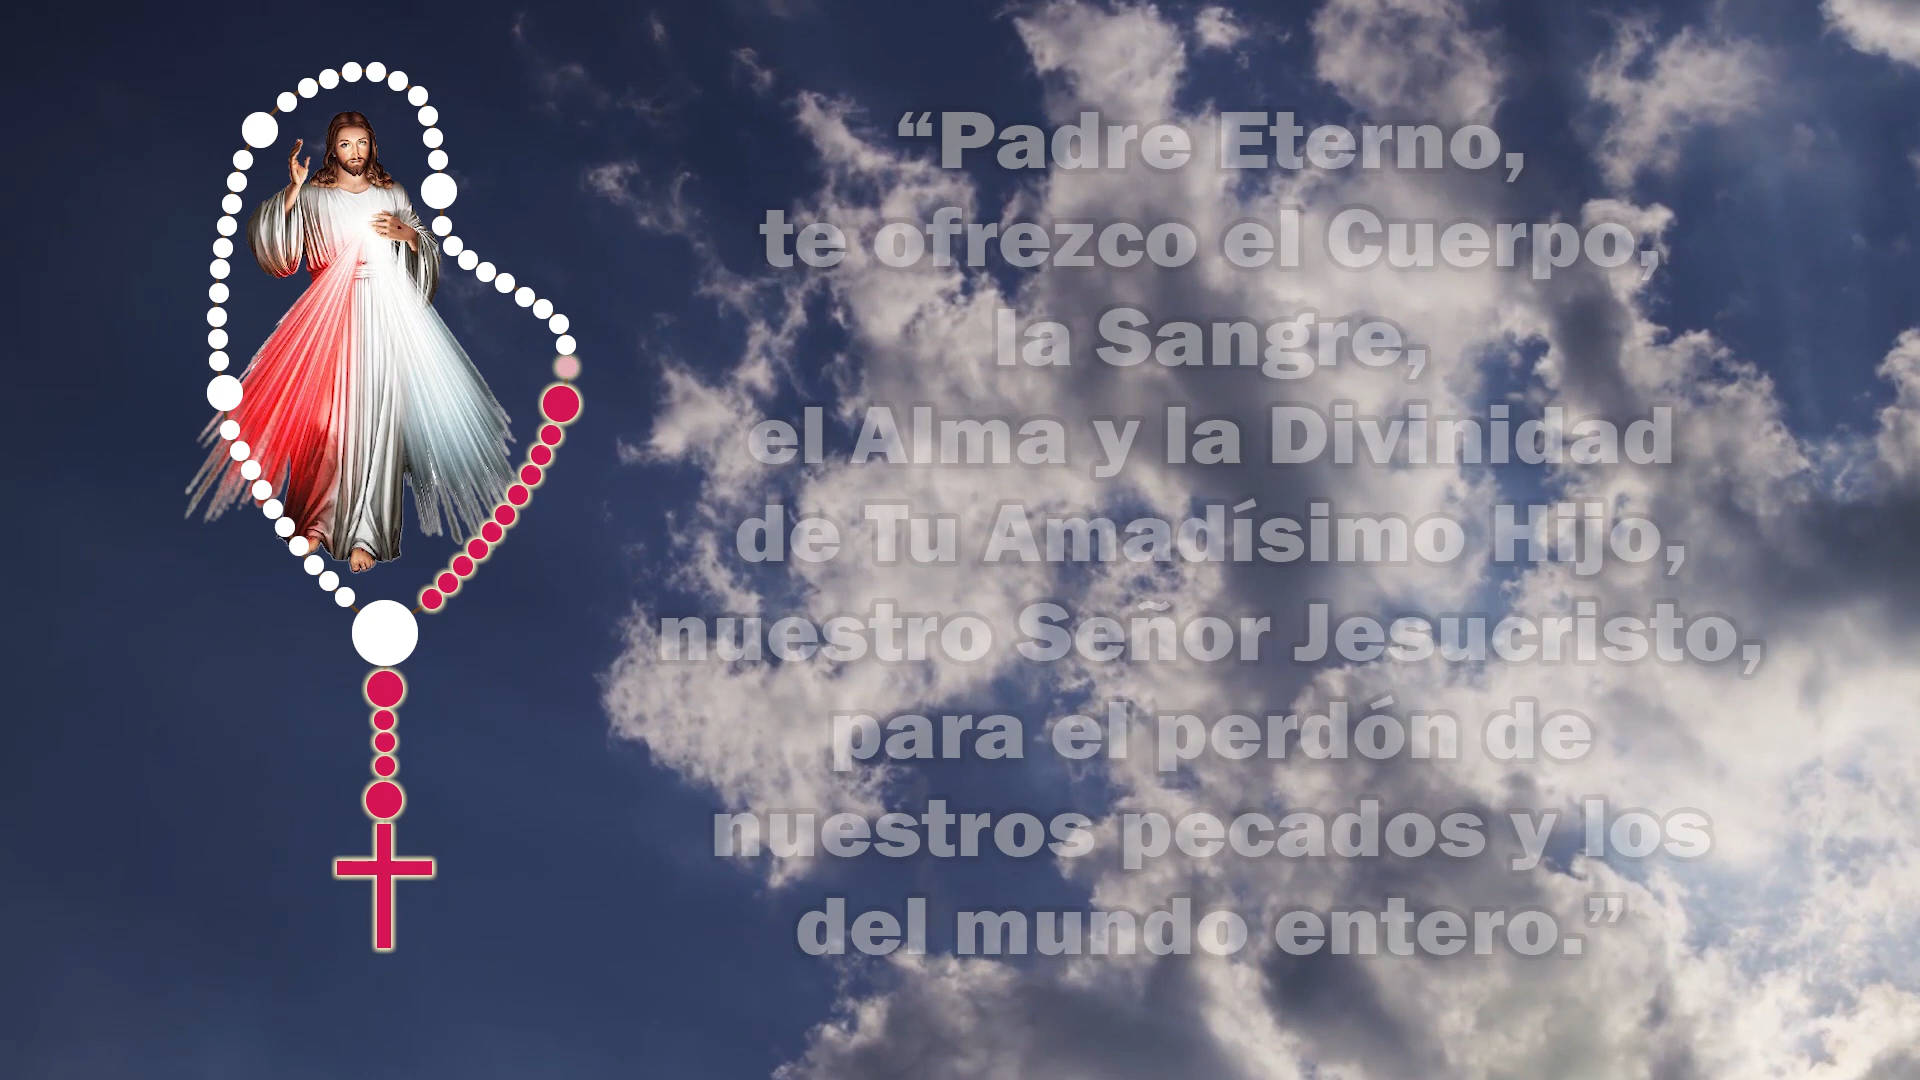 “Padre Eterno,
te ofrezco el Cuerpo,
la Sangre,
el Alma y la Divinidad
de Tu Amadísimo Hijo,
nuestro Señor Jesucristo,
para el perdón de
nuestros pecados y los
del mundo entero.”